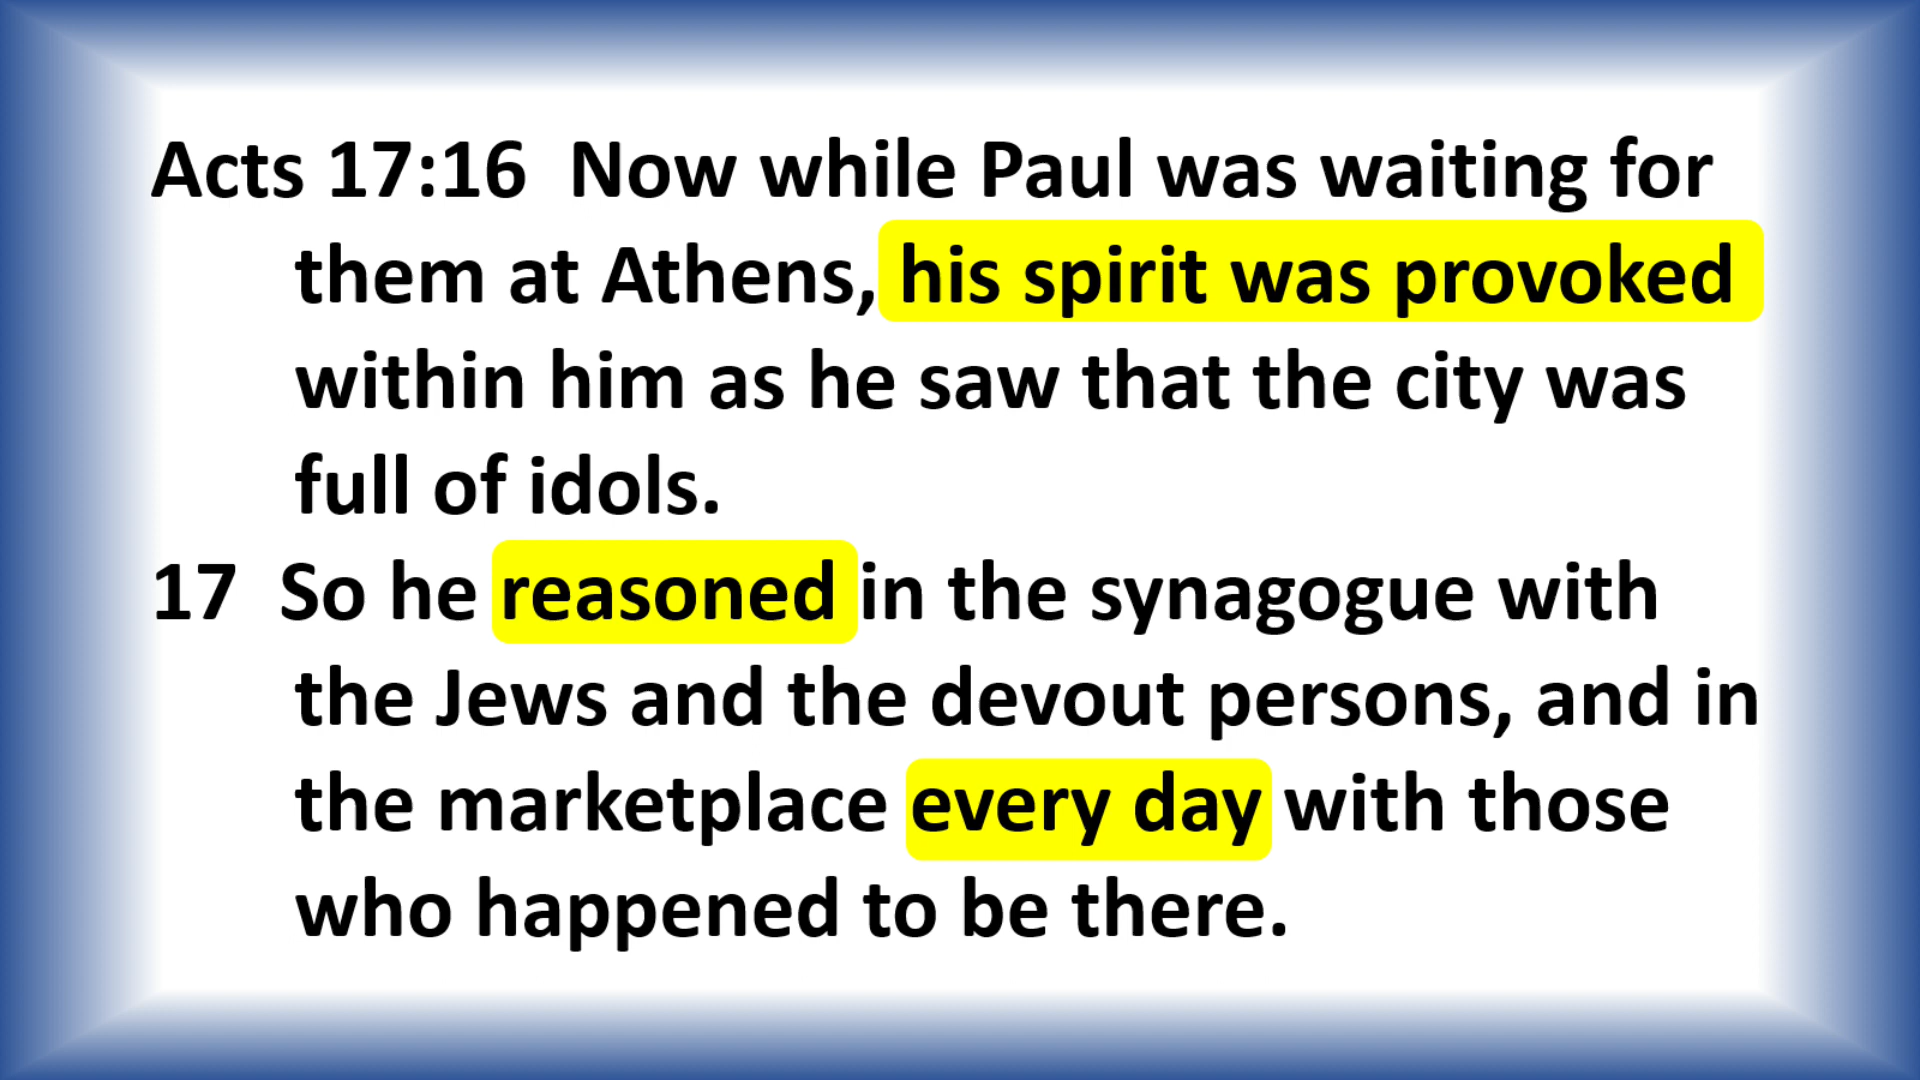 Acts 17:16  Now while Paul was waiting for
them at Athens, his spirit was provoked
within him as he saw that the city was
full of idols.
17  So he reasoned in the synagogue with
the Jews and the devout persons, and in
the marketplace every day with those
who happened to be there.